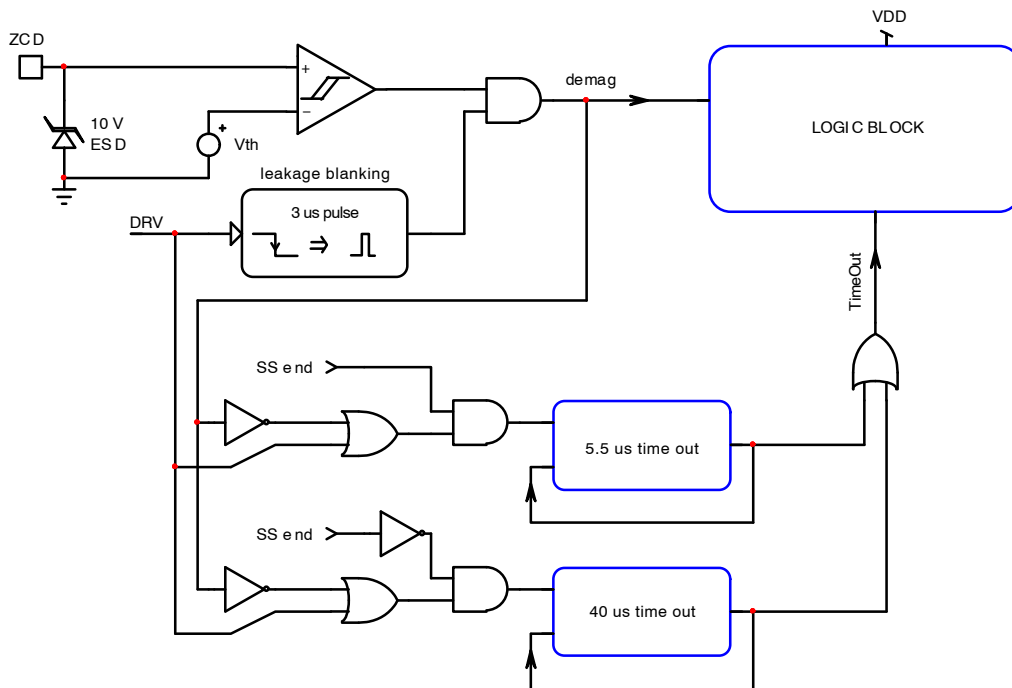 VDD
ZCD
+
demag
10 V
ESD
−
+
Vth
LOGIC BLOCK
leakage blanking
3 us pulse
DRV
TimeOut
SS end
5.5 us time out
SS end
40 us time out